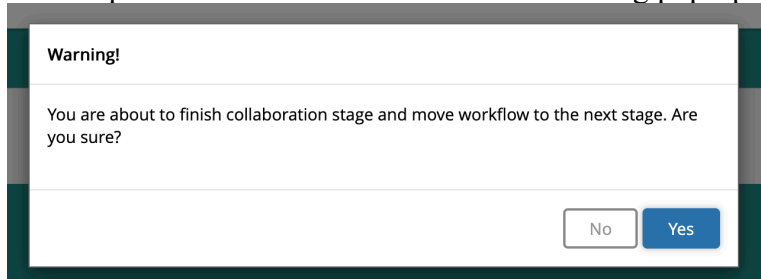 Warning!
You are about to finish collaboration stage and move workflow to the next stage. Are
you sure?
No
Yes